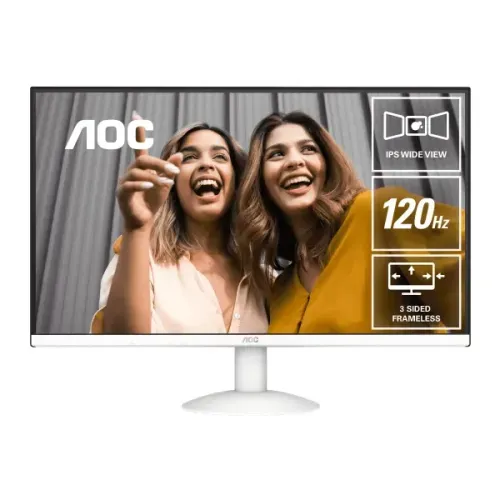 AOC
IPS WIDE VIEW
120Hz
3 SIDED
FRAMELESS
AOC